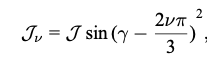 𝒥_ν = 𝒥 sin (γ − 2νπ/3)²,